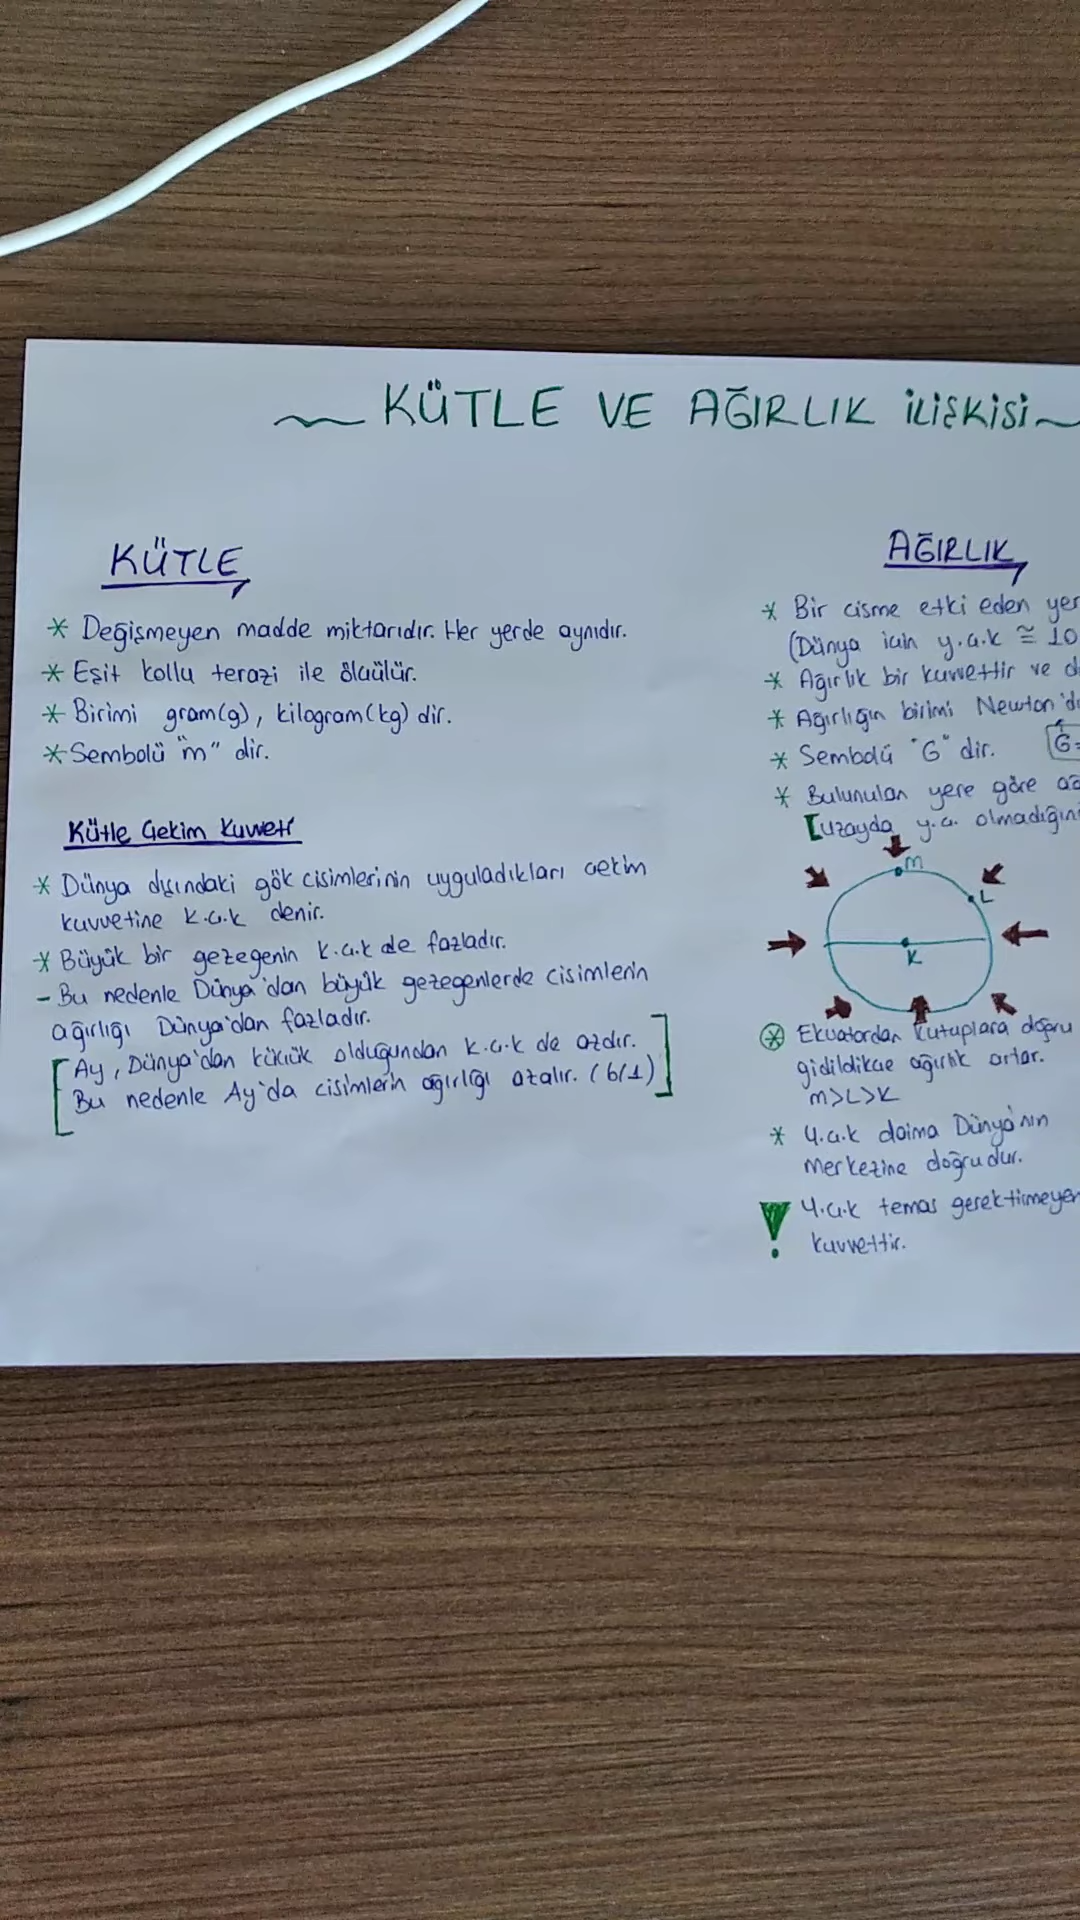 KÜTLE VE AĞIRLIK İLİŞKİSİ
KÜTLE
* Değişmeyen madde miktarıdır. Her yerde aynıdır.
* Eşit kollu terazi ile ölçülür.
* Birimi gram(g), kilogram(kg) dir.
* Sembolü "m" dir.
Kütle Çekim Kuvveti
* Dünya dışındaki gök cisimlerinin uyguladıkları çekim
kuvvetine k.ç.k denir.
* Büyük bir gezegenin k.ç.k de fazladır.
- Bu nedenle Dünya'dan büyük gezegenlerde cisimlerin
ağırlığı Dünya'dan fazladır.
[Ay, Dünya'dan küçük olduğundan k.ç.k de azdır.
Bu nedenle Ay'da cisimlerin ağırlığı azalır. (6/1)]
AĞIRLIK
* Bir cisme etki eden yer
(Dünya için y.ç.k ≅ 10
* Ağırlık bir kuvvettir ve d
* Ağırlığın birimi Newton'dı
* Sembolü "G" dir. G=
* Bulunulan yere göre
[Uzayda y.ç. olmadığın
m
L
K
* Ekvatordan kutuplara doğru
gidildikçe ağırlık artar.
m>L>K
* Y.ç.k daima Dünya'nın
merkezine doğrudur.
! Y.ç.k temas gerektirmeyen
kuvvettir.